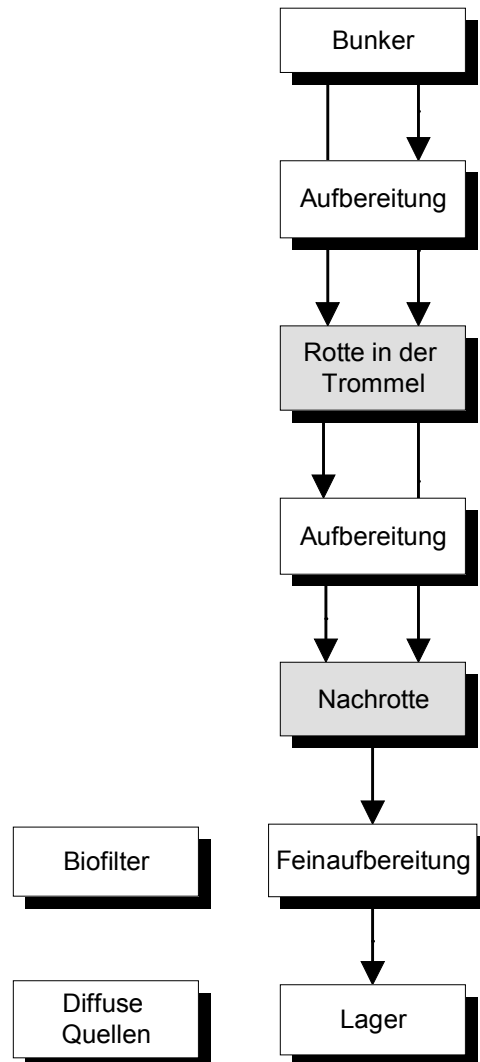 Bunker
Aufbereitung
Rotte in der
Trommel
Aufbereitung
Nachrotte
Biofilter
Feinaufbereitung
Diffuse
Quellen
Lager